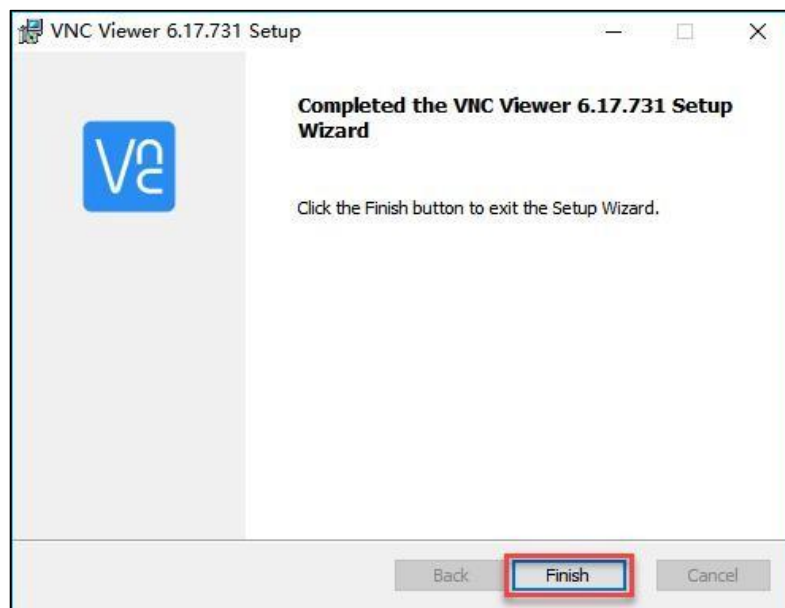 VNC Viewer 6.17.731 Setup
Completed the VNC Viewer 6.17.731 Setup
Wizard
Vnc
Click the Finish button to exit the Setup Wizard.
Back Finish Cancel